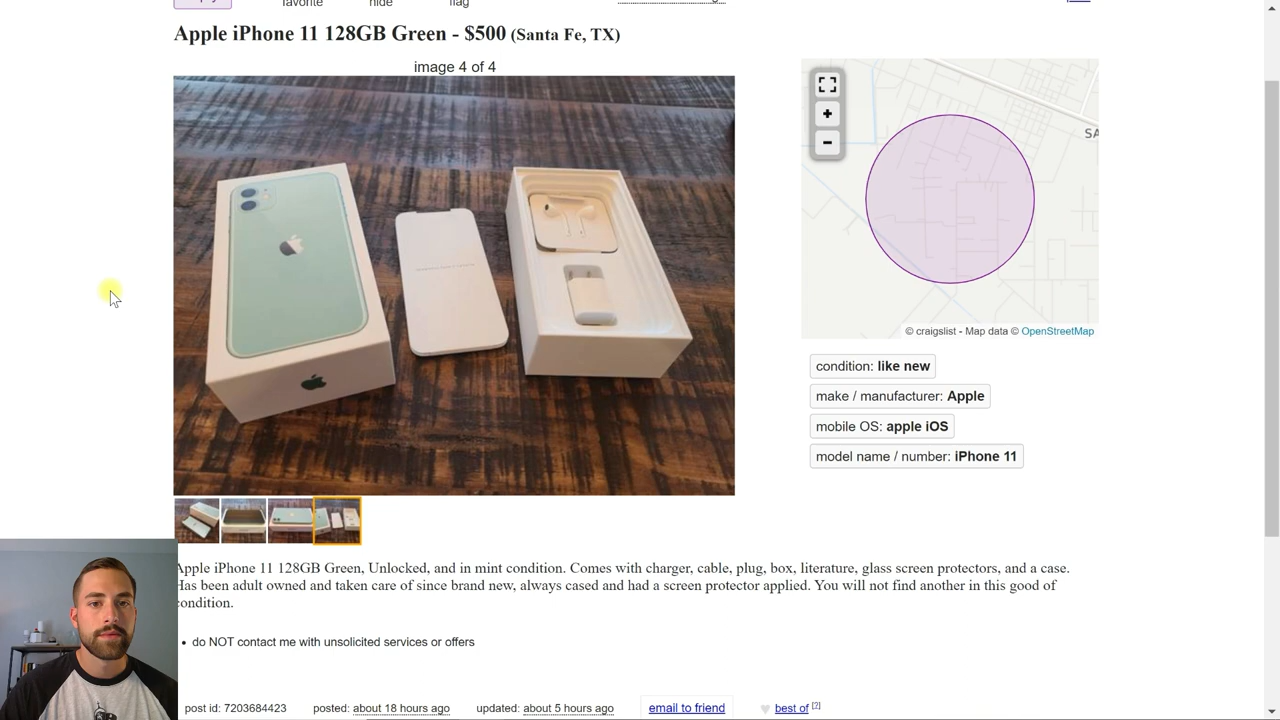 favorite
hide
flag
Apple iPhone 11 128GB Green - $500 (Santa Fe, TX)
image 4 of 4
+
-
SA
© craigslist - Map data © OpenStreetMap
condition: like new
make / manufacturer: Apple
mobile OS: apple iOS
model name / number: iPhone 11
Apple iPhone 11 128GB Green, Unlocked, and in mint condition. Comes with charger, cable, plug, box, literature, glass screen protectors, and a case.
Has been adult owned and taken care of since brand new, always cased and had a screen protector applied. You will not find another in this good of
condition.
• do NOT contact me with unsolicited services or offers
post id: 7203684423
posted: about 18 hours ago
updated: about 5 hours ago
email to friend
best of [?]